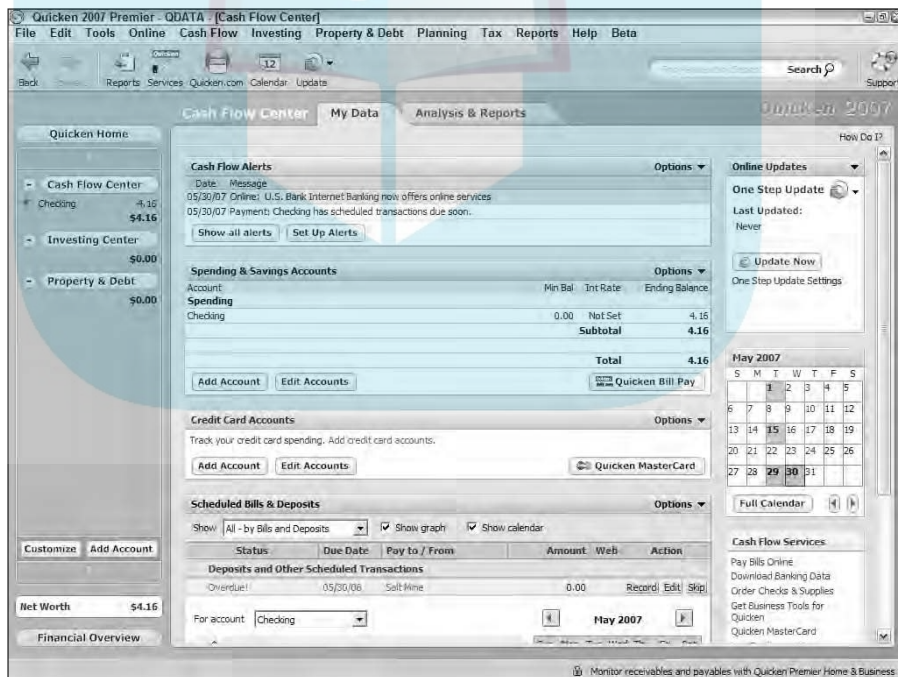 Quicken 2007 Premier - QDATA - [Cash Flow Center]
File Edit Tools Online Cash Flow Investing Property & Debt Planning Tax Reports Help Beta
Back Reports Services Quicken.com Calendar Update Search Support
12
Cash Flow Center My Data Analysis & Reports Quicken 2007
How Do I?
Quicken Home
- Cash Flow Center
Checking 4.16
$4.16
- Investing Center
$0.00
- Property & Debt
$0.00
Customize Add Account
Net Worth $4.16
Financial Overview
Cash Flow Alerts Options
Date Message
05/30/07 Online: U.S. Bank Internet Banking now offers online services
05/30/07 Payment: Checking has scheduled transactions due soon.
Show all alerts Set Up Alerts
Spending & Savings Accounts Options
Account Min Bal Int Rate Ending Balance
Spending
Checking 0.00 Not Set 4.16
Subtotal 4.16
Total 4.16
Add Account Edit Accounts Quicken Bill Pay
Credit Card Accounts Options
Track your credit card spending. Add credit card accounts.
Add Account Edit Accounts Quicken MasterCard
Scheduled Bills & Deposits Options
Show All - by Bills and Deposits Show graph Show calendar
Status Due Date Pay to / From Amount Web Action
Deposits and Other Scheduled Transactions
Overdue! 05/30/06 Salt Mine 0.00 Record Edit Skip
For account Checking May 2007
Online Updates
One Step Update
Last Updated:
Never
Update Now
One Step Update Settings
May 2007
S M T W T F S
1 2 3 4 5
6 7 8 9 10 11 12
13 14 15 16 17 18 19
20 21 22 23 24 25 26
27 28 29 30 31
Full Calendar
Cash Flow Services
Pay Bills Online
Download Banking Data
Order Checks & Supplies
Get Business Tools for
Quicken
Quicken MasterCard
Monitor receivables and payables with Quicken Premier Home & Business